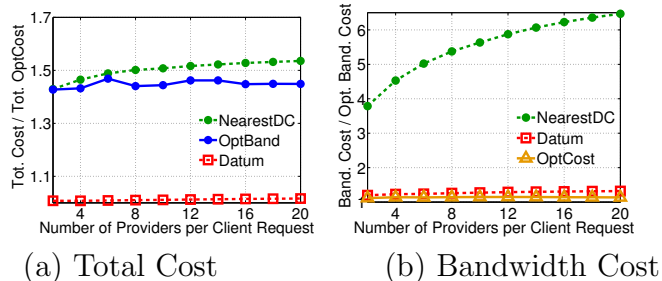 Tot. Cost / Tot. OptCost
1.7
1.5
1.3
1.1
NearestDC
OptBand
Datum
4 8 12 16 20
Number of Providers per Client Request
(a) Total Cost
Band. Cost / Opt. Band. Cost
6
5
4
3
2
1
NearestDC
Datum
OptCost
4 8 12 16 20
Number of Providers per Client Request
(b) Bandwidth Cost